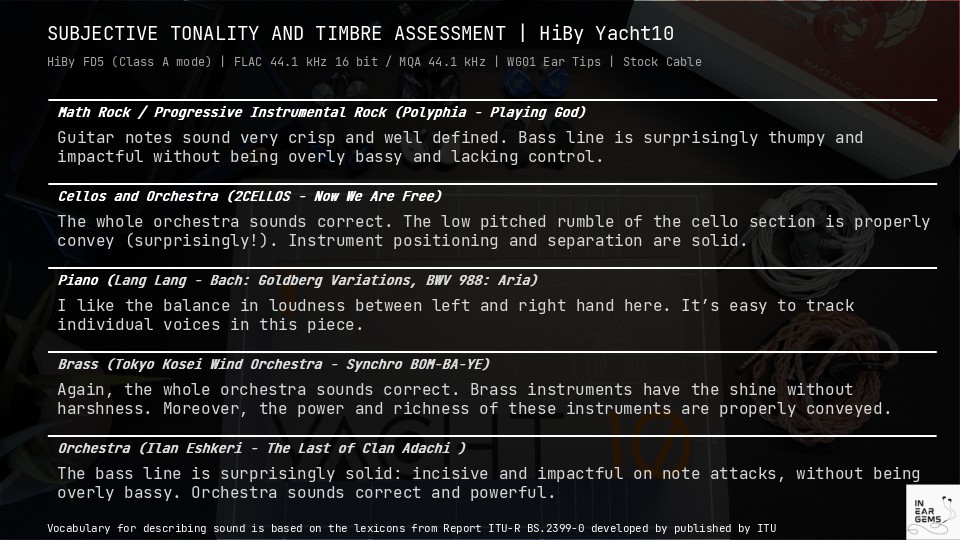 SUBJECTIVE TONALITY AND TIMBRE ASSESSMENT | HiBy Yacht10
HiBy FD5 (Class A mode) | FLAC 44.1 kHz 16 bit / MQA 44.1 kHz | WG01 Ear Tips | Stock Cable
Math Rock / Progressive Instrumental Rock (Polyphia - Playing God)
Guitar notes sound very crisp and well defined. Bass line is surprisingly thumpy and
impactful without being overly bassy and lacking control.
Cellos and Orchestra (2CELLOS - Now We Are Free)
The whole orchestra sounds correct. The low pitched rumble of the cello section is properly
convey (surprisingly!). Instrument positioning and separation are solid.
Piano (Lang Lang - Bach: Goldberg Variations, BWV 988: Aria)
I like the balance in loudness between left and right hand here. It’s easy to track
individual voices in this piece.
Brass (Tokyo Kosei Wind Orchestra - Synchro BOM-BA-YE)
Again, the whole orchestra sounds correct. Brass instruments have the shine without
harshness. Moreover, the power and richness of these instruments are properly conveyed.
YACHT 10
Orchestra (Ilan Eshkeri - The Last of Clan Adachi )
The bass line is surprisingly solid: incisive and impactful on note attacks, without being
overly bassy. Orchestra sounds correct and powerful.
IN
EAR
GEMS
Vocabulary for describing sound is based on the lexicons from Report ITU-R BS.2399-0 developed by published by ITU